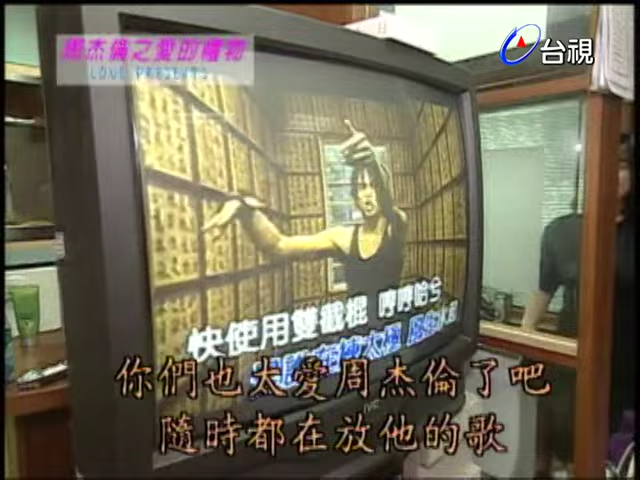 周杰倫之愛的禮物
LOVE PRESENTS
台視
快使用雙截棍 哼哼哈兮
你們也太愛周杰倫了吧
隨時都在放他的歌